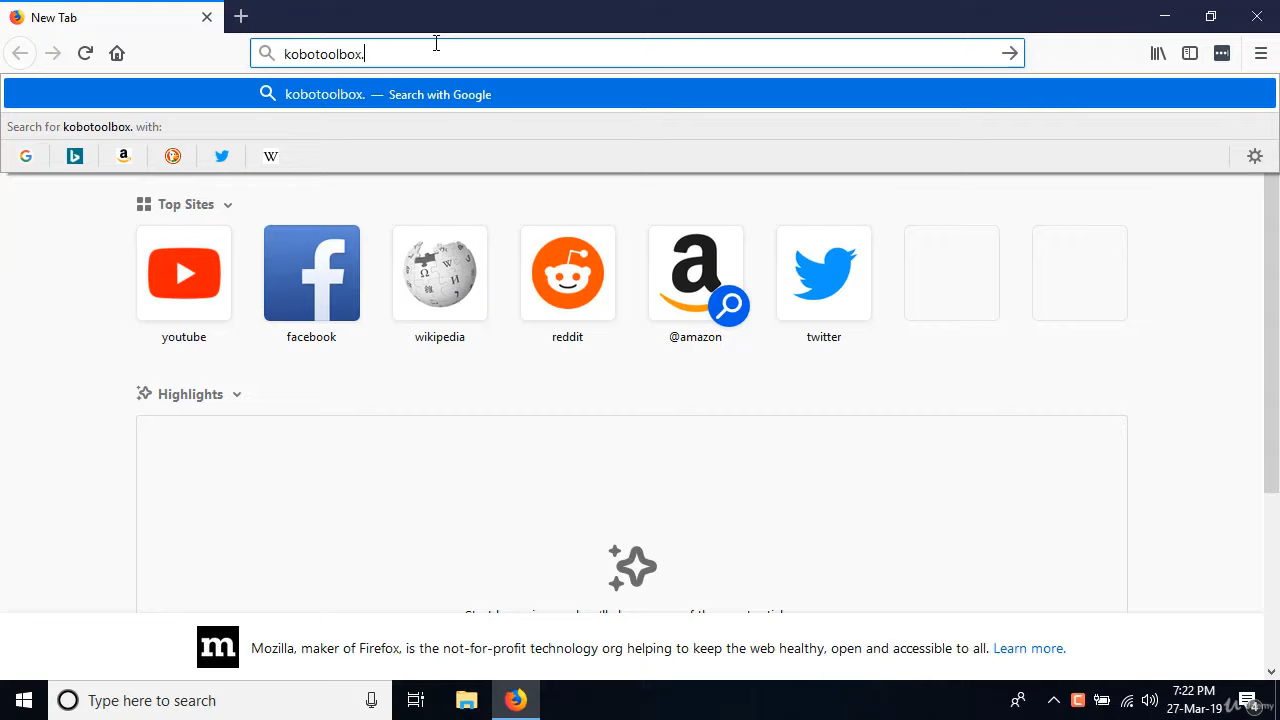 New Tab
kobotoolbox.
kobotoolbox. — Search with Google
Search for kobotoolbox. with:
Top Sites
youtube
facebook
wikipedia
reddit
@amazon
twitter
Highlights
Mozilla, maker of Firefox, is the not-for-profit technology org helping to keep the web healthy, open and accessible to all. Learn more.
Type here to search
7:22 PM
27-Mar-19
4